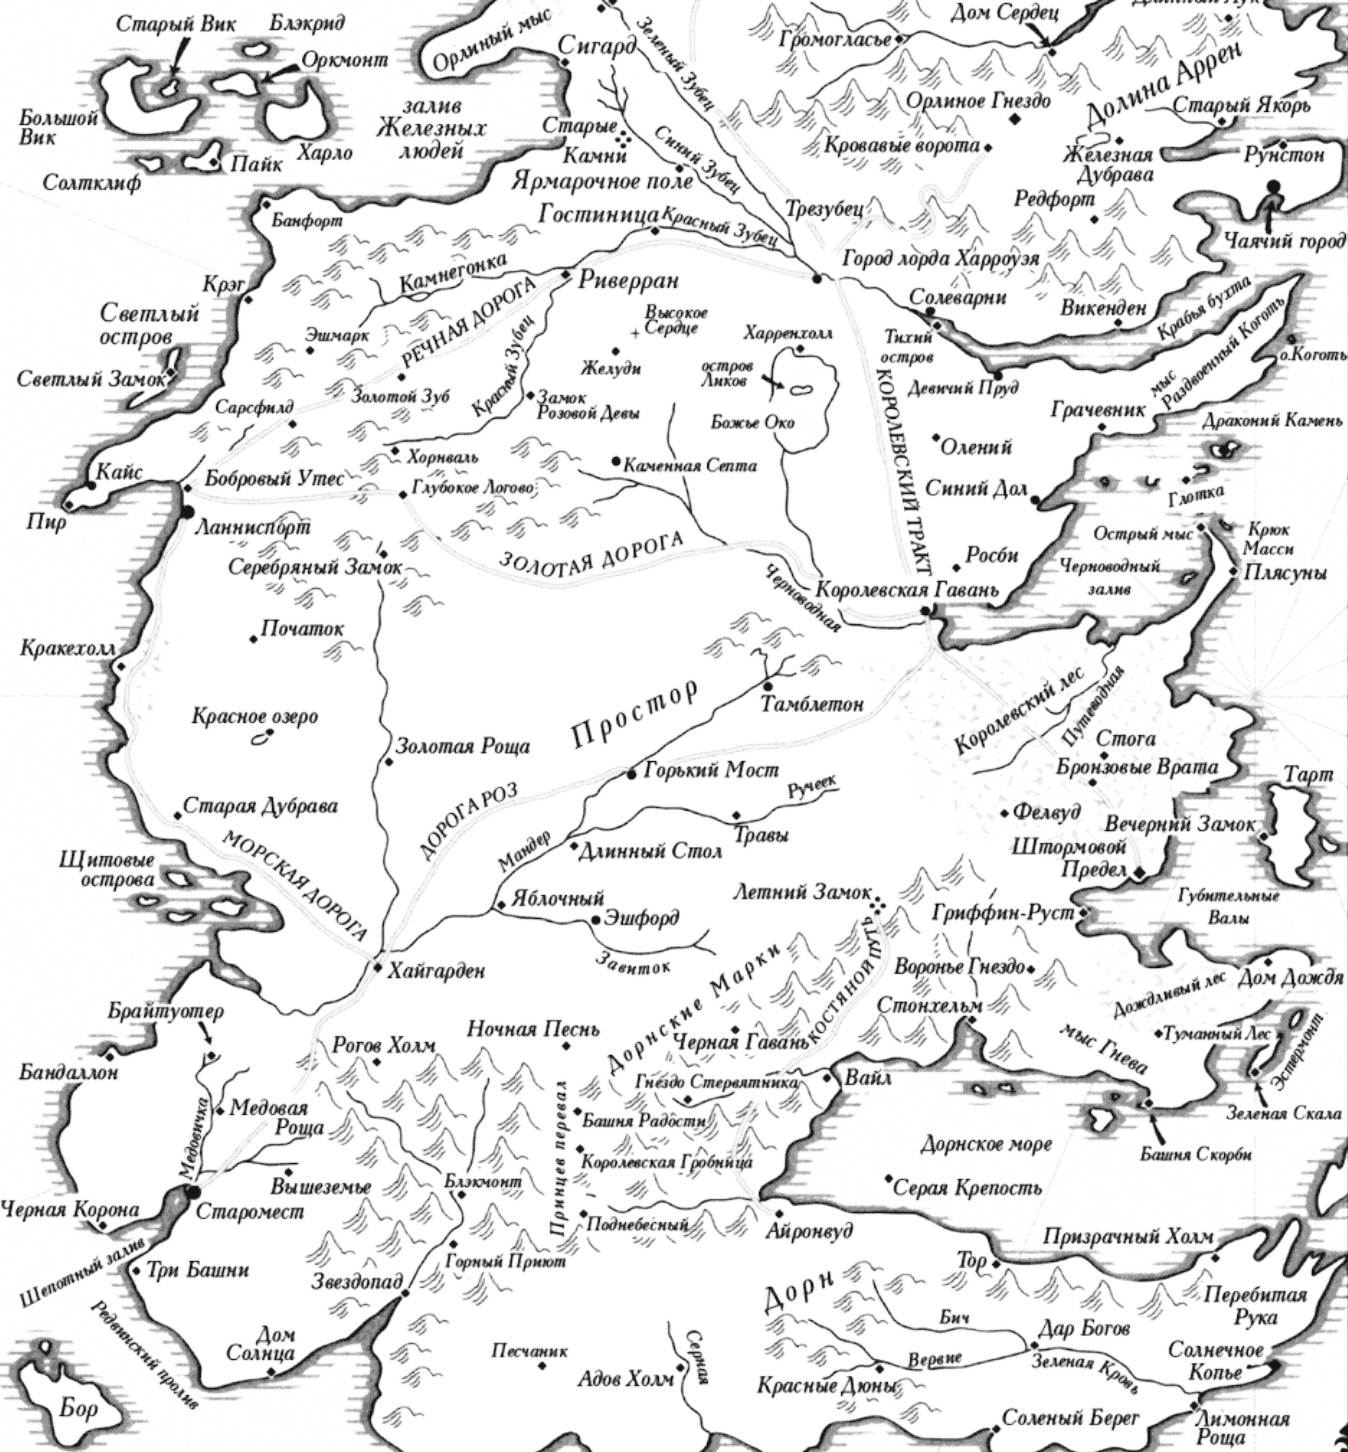 Старый Вик
Блэкрид
Оркмонт
Большой
Вик
Харло
Пайк
Солтклиф
залив
Железных
людей
Орлиный мыс
Сигард
Зеленый Зубец
Старые
Камни
Синий Зубец
Ярмарочное поле
Громогласье
Дом Сердец
Длинный Лук
Долина Аррен
Орлиное Гнездо
Старый Якорь
Кровавые ворота
Железная
Дубрава
Рунстон
Редфорт
Чаячий город
Банфорт
Гостиница
Красный Зубец
Трезубец
Камнегонка
Риверран
Город лорда Харроуэя
Крэг
Солеварни
Викенден
Крабья бухта
Светлый
остров
Эшмарк
РЕЧНАЯ ДОРОГА
Высокое
Сердце
Харренхолл
Тихий
остров
мыс
Раздвоенный Коготь
о.Коготь
Светлый Замок
Золотой Зуб
Красный Зубец
Желуди
остров
Ликов
Девичий Пруд
Сарсфилд
Замок
Розовой Девы
Божье Око
КОРОЛЕВСКИЙ ТРАКТ
Грачевник
Драконий Камень
Хорнваль
Олений
Кайс
Бобровый Утес
Каменная Септа
Глубокое Логово
Синий Дол
Глотка
Пир
Ланниспорт
Острый мыс
Крюк
Масси
Серебряный Замок
ЗОЛОТАЯ ДОРОГА
Росби
Черноводный
залив
Плясуны
Черноводная
Королевская Гавань
Початок
Кракехолл
Простор
Тамблетон
Королевский лес
Путеводная
Красное озеро
Золотая Роща
Стога
Горький Мост
Бронзовые Врата
Тарт
Старая Дубрава
ДОРОГА РОЗ
Ручеек
Фелвуд
Вечерний Замок
МОРСКАЯ ДОРОГА
Мандер
Травы
Штормовой
Предел
Щитовые
острова
Длинный Стол
Летний Замок
Губительные
Валы
Яблочный
Эшфорд
Гриффин-Руст
Завиток
Хайгарден
Дорнские Марки
КОСТЯНОЙ ПУТЬ
Воронье Гнездо
Дождливый лес
Дом Дождя
Брайтуотер
Стонхельм
Ночная Песнь
Черная Гавань
мыс Гнева
Туманный Лес
Эстермонт
Рогов Холм
Бандаллон
Гнездо Стервятника
Вайл
Медовичка
Медовая
Роща
Принцев перевал
Башня Радости
Зеленая Скала
Дорнское море
Башня Скорби
Королевская Гробница
Вышеземье
Блэкмонт
Серая Крепость
Черная Корона
Старомест
Поднебесный
Айронвуд
Призрачный Холм
Шепотный залив
Три Башни
Горный Приют
Звездопад
Дорн
Тор
Перебитая
Рука
Редвинский пролив
Дом
Солнца
Песчаник
Серная
Бич
Дар Богов
Солнечное
Копье
Адов Холм
Вервие
Зеленая Кровь
Красные Дюны
Бор
Соленый Берег
Лимонная
Роща